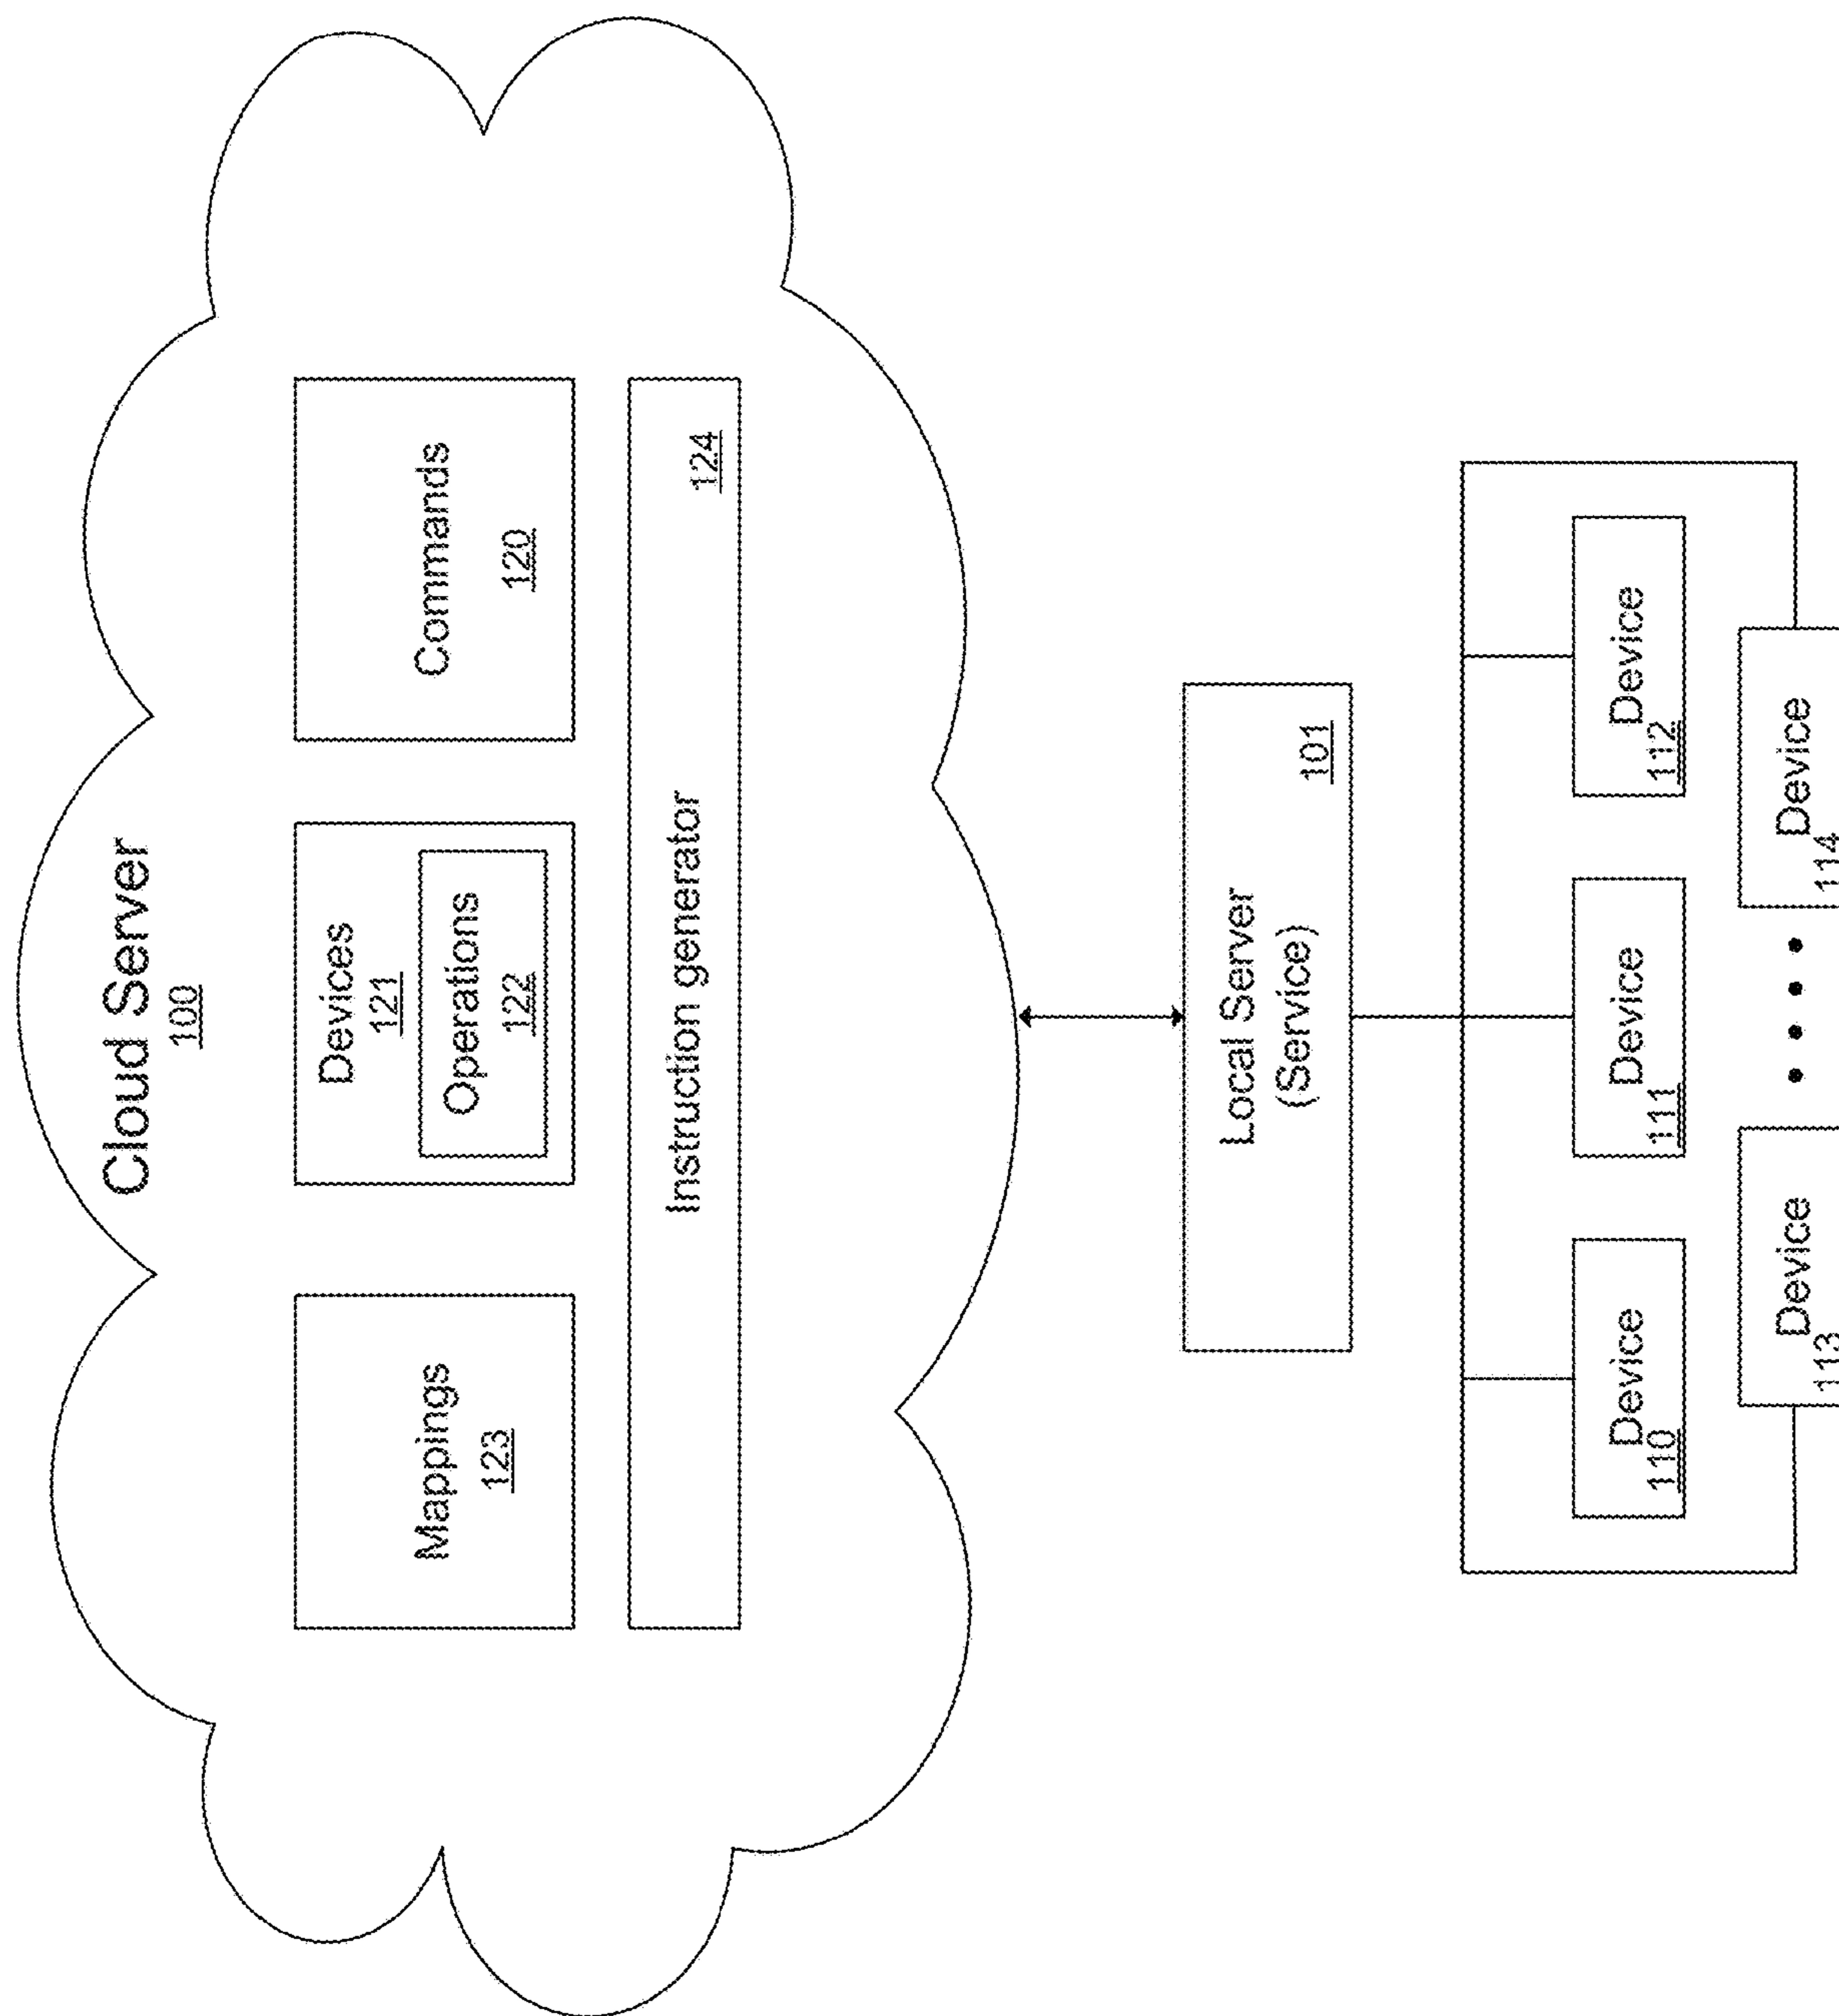 Cloud Server
100
Mappings
123
Devices
121
Operations
122
Commands
120
Instruction generator
124
Local Server
(Service)
101
Device
110
Device
111
Device
112
Device
113
Device
114